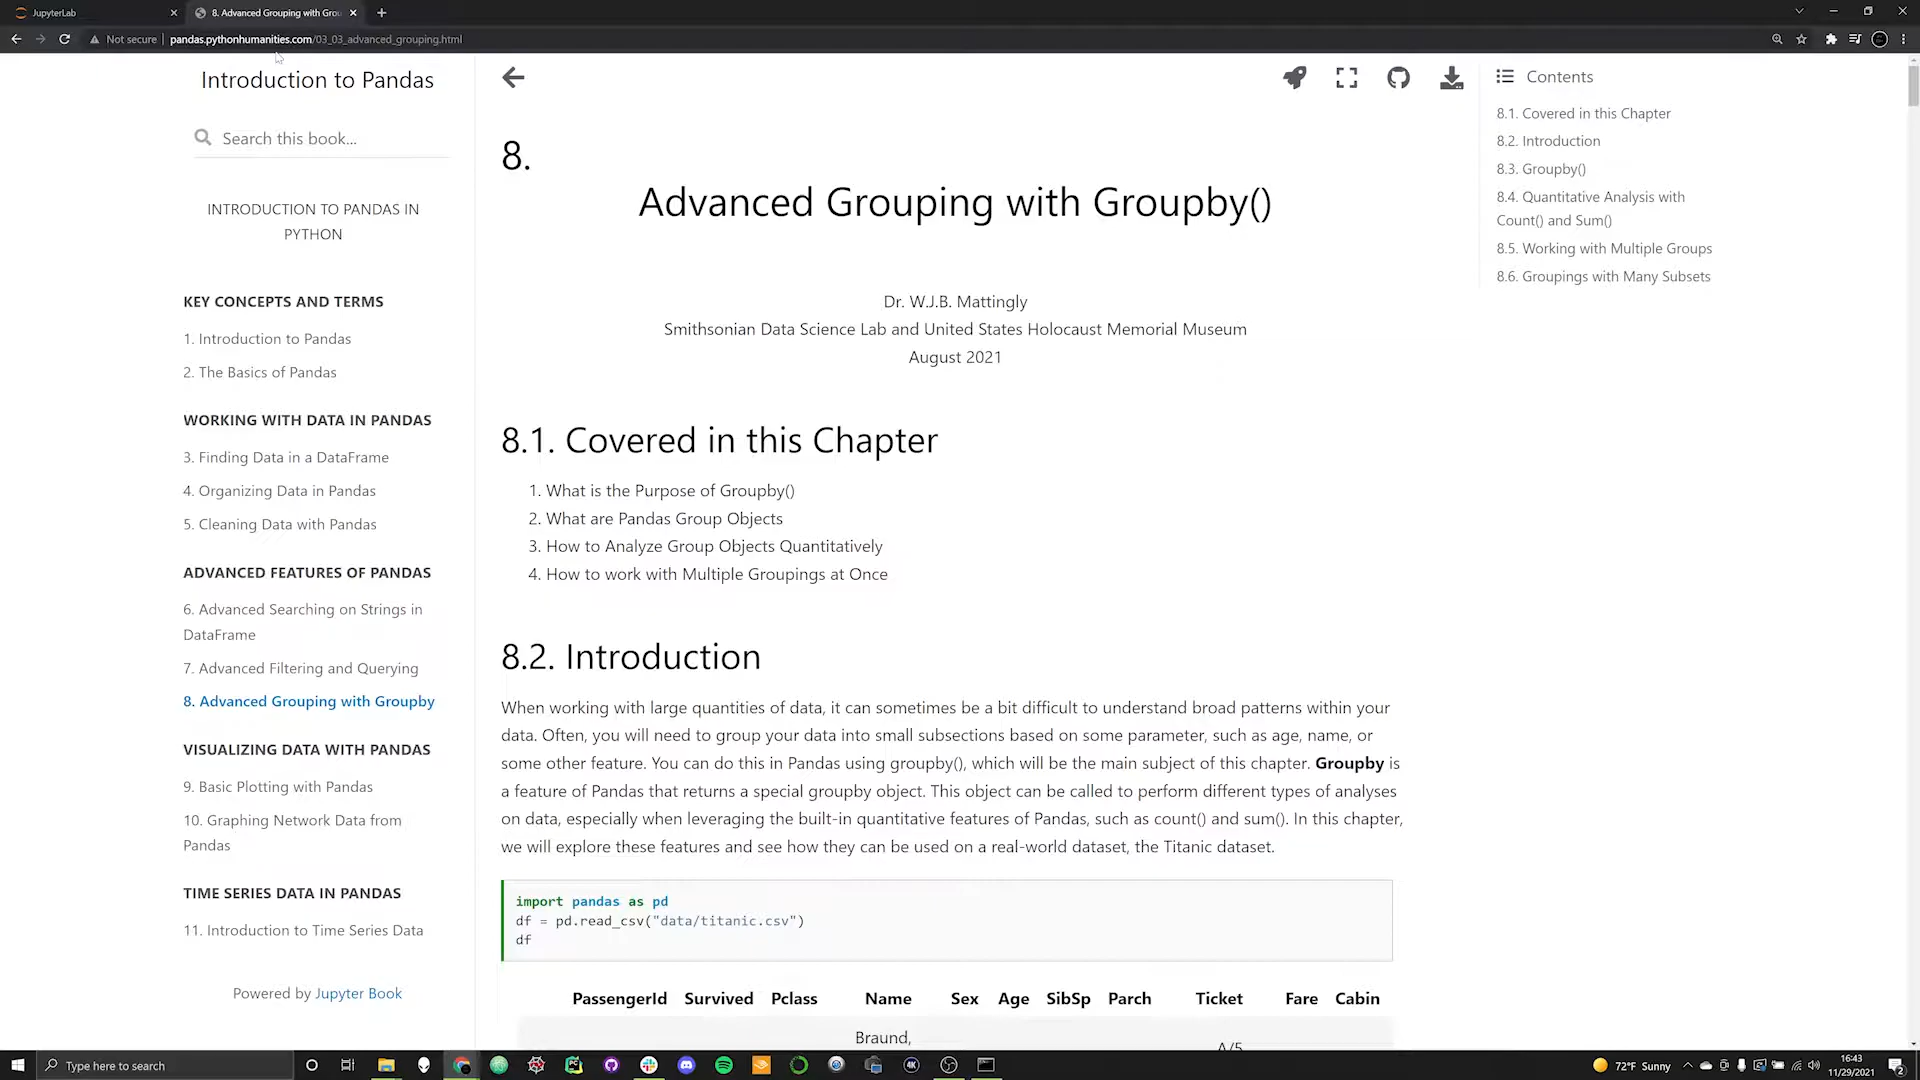 JupyterLab
8. Advanced Grouping with Grou
Not secure
pandas.pythonhumanities.com/03_03_advanced_grouping.html
Introduction to Pandas
Search this book...
INTRODUCTION TO PANDAS IN
PYTHON
KEY CONCEPTS AND TERMS
1. Introduction to Pandas
2. The Basics of Pandas
WORKING WITH DATA IN PANDAS
3. Finding Data in a DataFrame
4. Organizing Data in Pandas
5. Cleaning Data with Pandas
ADVANCED FEATURES OF PANDAS
6. Advanced Searching on Strings in
DataFrame
7. Advanced Filtering and Querying
8. Advanced Grouping with Groupby
VISUALIZING DATA WITH PANDAS
9. Basic Plotting with Pandas
10. Graphing Network Data from
Pandas
TIME SERIES DATA IN PANDAS
11. Introduction to Time Series Data
Powered by Jupyter Book
8.
Advanced Grouping with Groupby()
Dr. W.J.B. Mattingly
Smithsonian Data Science Lab and United States Holocaust Memorial Museum
August 2021
8.1. Covered in this Chapter
1. What is the Purpose of Groupby()
2. What are Pandas Group Objects
3. How to Analyze Group Objects Quantitatively
4. How to work with Multiple Groupings at Once
8.2. Introduction
When working with large quantities of data, it can sometimes be a bit difficult to understand broad patterns within your
data. Often, you will need to group your data into small subsections based on some parameter, such as age, name, or
some other feature. You can do this in Pandas using groupby(), which will be the main subject of this chapter. Groupby is
a feature of Pandas that returns a special groupby object. This object can be called to perform different types of analyses
on data, especially when leveraging the built-in quantitative features of Pandas, such as count() and sum(). In this chapter,
we will explore these features and see how they can be used on a real-world dataset, the Titanic dataset.
import pandas as pd
df = pd.read_csv("data/titanic.csv")
df
PassengerId Survived Pclass Name Sex Age SibSp Parch Ticket Fare Cabin
Braund,
A/5
Contents
8.1. Covered in this Chapter
8.2. Introduction
8.3. Groupby()
8.4. Quantitative Analysis with
Count() and Sum()
8.5. Working with Multiple Groups
8.6. Groupings with Many Subsets
Type here to search
4K
72°F Sunny
16:43
11/29/2021
2